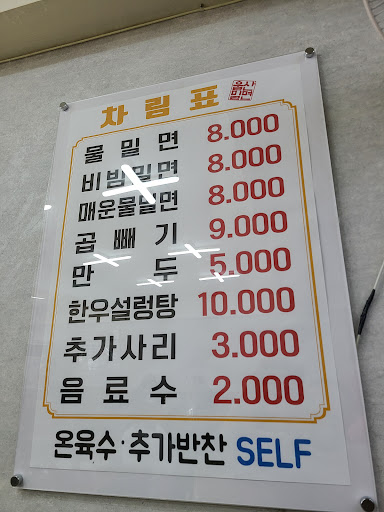 차림표
물밀면 8.000
비빔밀면 8.000
매운물밀면 8.000
곱빼기 9.000
만두 5.000
한우설렁탕 10.000
추가사리 3.000
음료수 2.000
온육수·추가반찬 SELF